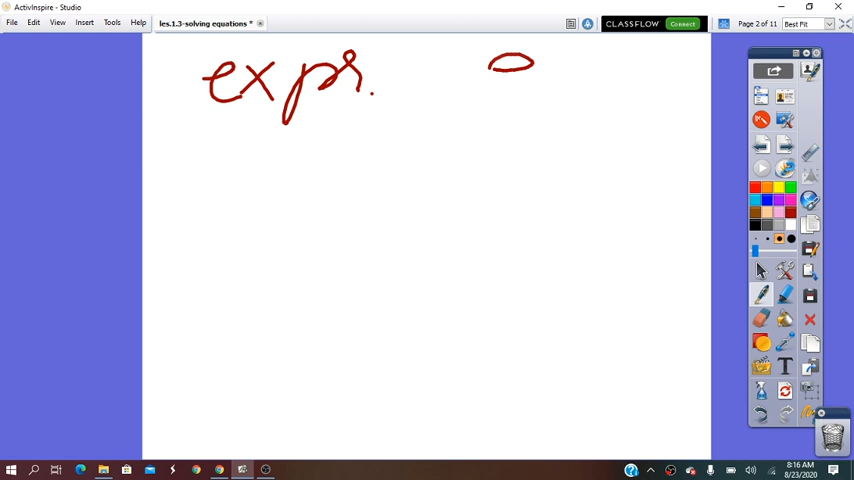 ActivInspire - Studio
File Edit View Insert Tools Help
les.1.3-solving equations *
CLASSFLOW Connect
Page 2 of 11
Best Fit
expr.
T
8:16 AM
8/23/2020